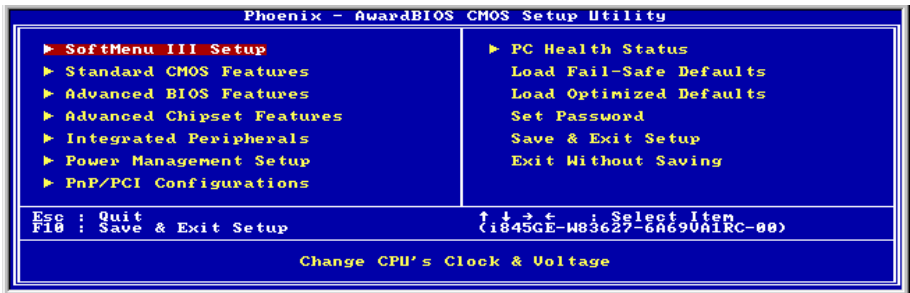 Phoenix - AwardBIOS CMOS Setup Utility
SoftMenu III Setup
Standard CMOS Features
Advanced BIOS Features
Advanced Chipset Features
Integrated Peripherals
Power Management Setup
PnP/PCI Configurations
PC Health Status
Load Fail-Safe Defaults
Load Optimized Defaults
Set Password
Save & Exit Setup
Exit Without Saving
Esc : Quit
F10 : Save & Exit Setup
↑ ↓ → ← : Select Item
(i845GE-W83627-6A69VA1RC-00)
Change CPU's Clock & Voltage